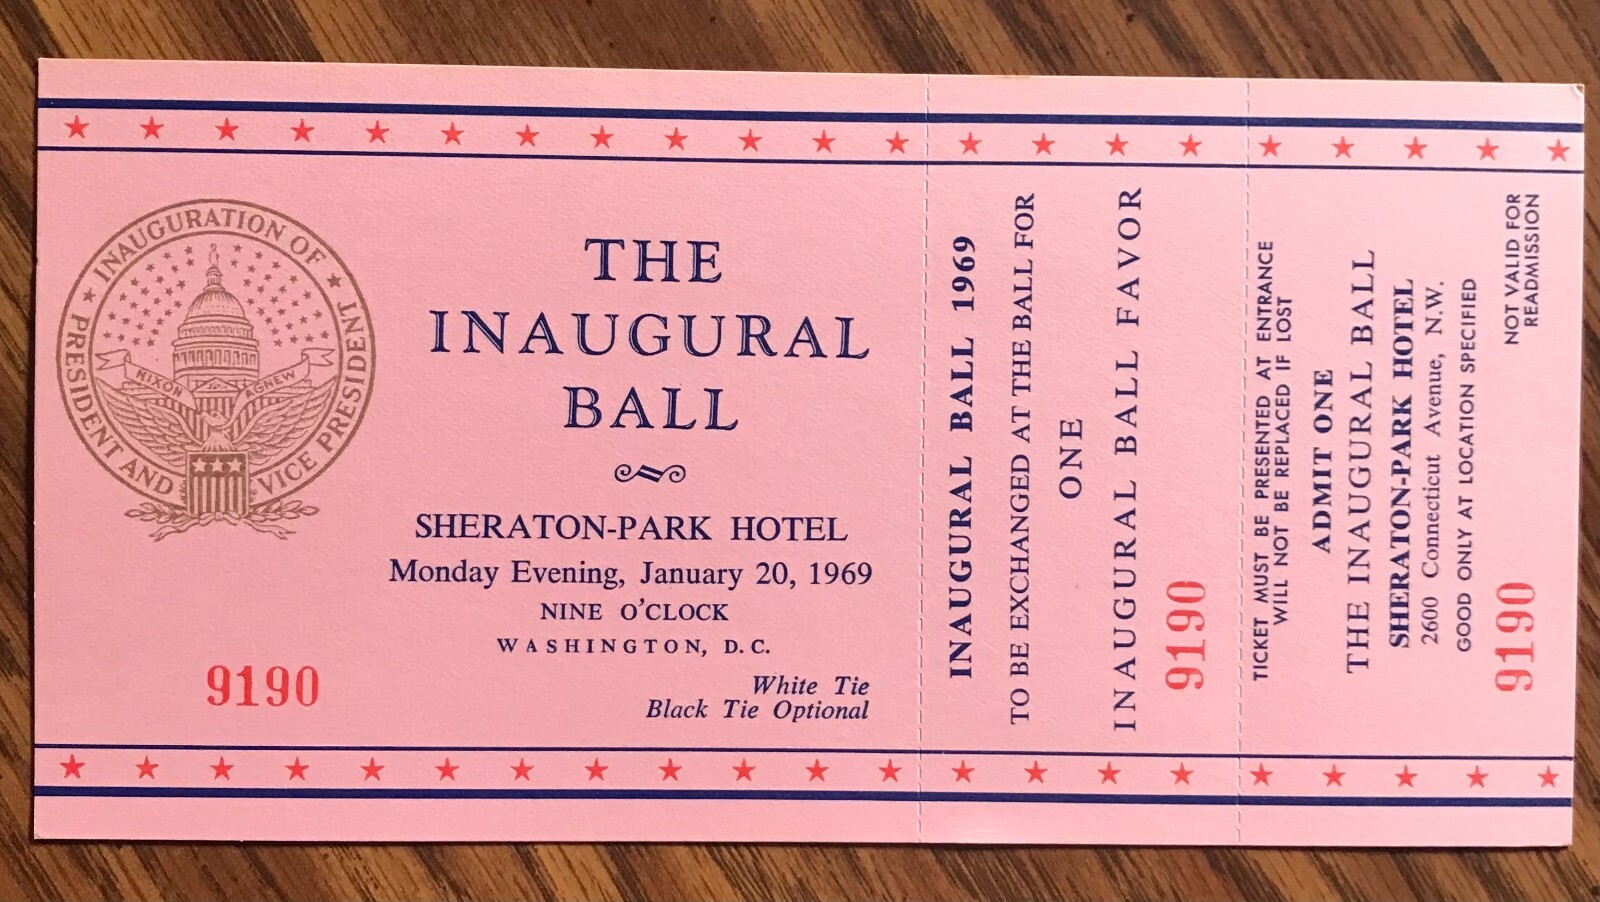 INAUGURATION OF
PRESIDENT AND VICE PRESIDENT
NIXON AGNEW
THE
INAUGURAL
BALL
SHERATON-PARK HOTEL
Monday Evening, January 20, 1969
NINE O'CLOCK
WASHINGTON, D.C.
White Tie
Black Tie Optional
9190
INAUGURAL BALL 1969
TO BE EXCHANGED AT THE BALL FOR
ONE
INAUGURAL BALL FAVOR
9190
TICKET MUST BE PRESENTED AT ENTRANCE
WILL NOT BE REPLACED IF LOST
ADMIT ONE
THE INAUGURAL BALL
SHERATON-PARK HOTEL
2600 Connecticut Avenue, N.W.
GOOD ONLY AT LOCATION SPECIFIED
9190
NOT VALID FOR
READMISSION